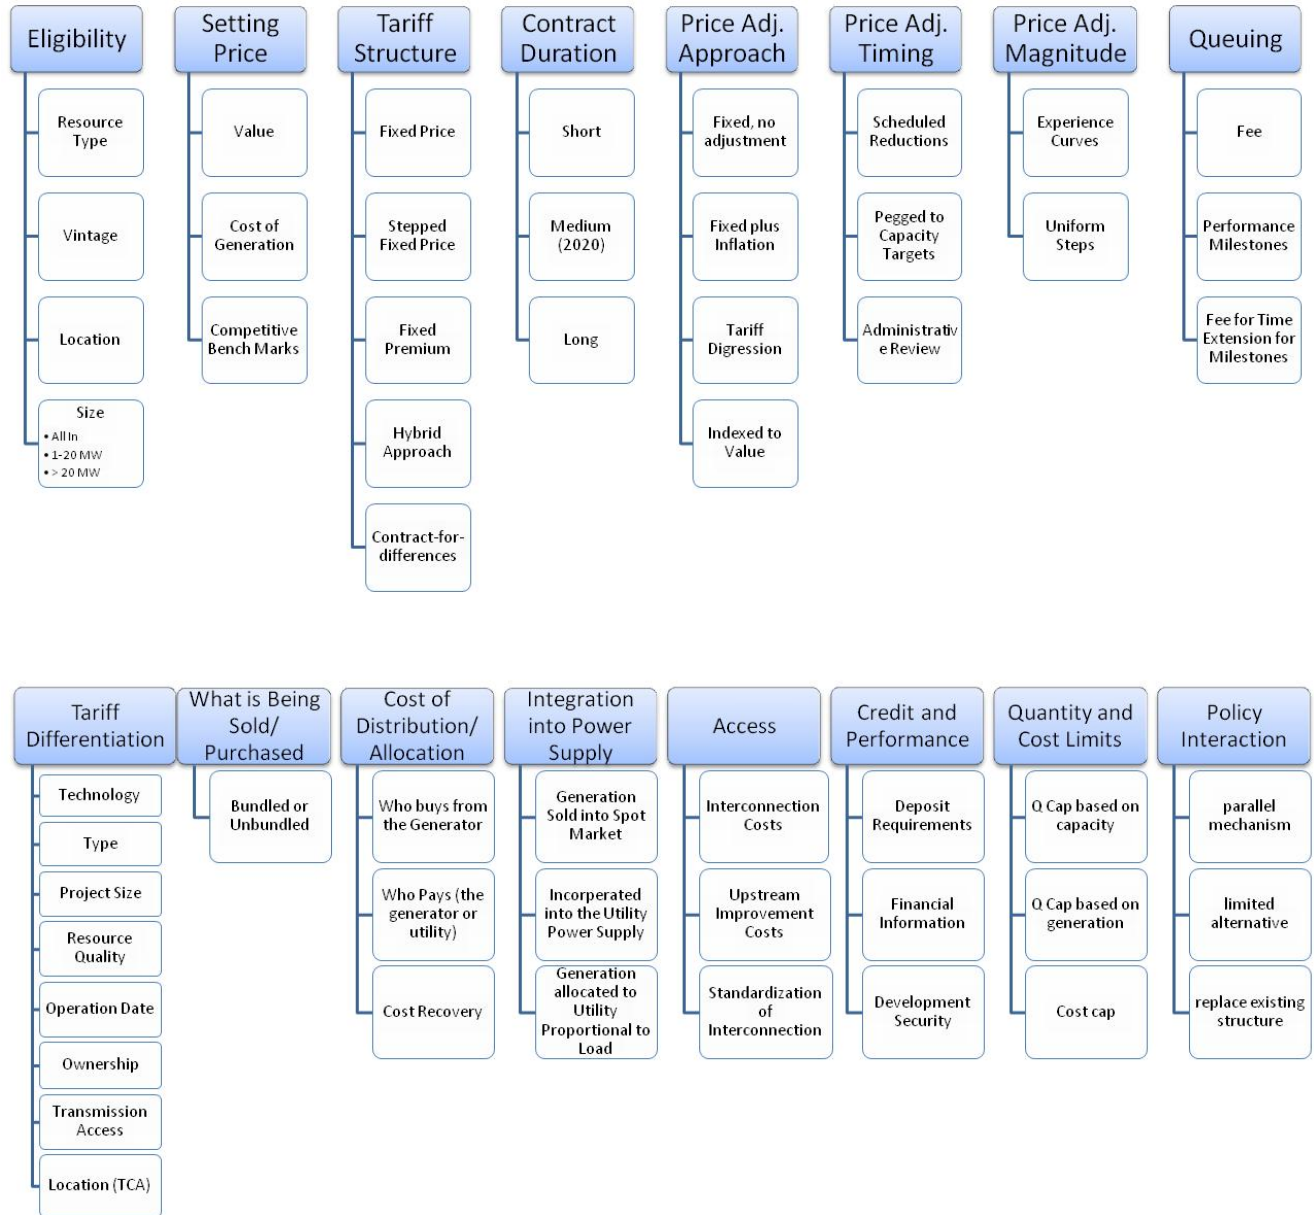 Eligibility
Resource
Type
Vintage
Location
Size
• All In
• 1-20 MW
• > 20 MW
Setting
Price
Value
Cost of
Generation
Competitive
Bench Marks
Tariff
Structure
Fixed Price
Stepped
Fixed Price
Fixed
Premium
Hybrid
Approach
Contract-for-
differences
Contract
Duration
Short
Medium
(2020)
Long
Price Adj.
Approach
Fixed, no
adjustment
Fixed plus
Inflation
Tariff
Digression
Indexed to
Value
Price Adj.
Timing
Scheduled
Reductions
Pegged to
Capacity
Targets
Administrativ
e Review
Price Adj.
Magnitude
Experience
Curves
Uniform
Steps
Queuing
Fee
Performance
Milestones
Fee for Time
Extension for
Milestones
Tariff
Differentiation
Technology
Type
Project Size
Resource
Quality
Operation Date
Ownership
Transmission
Access
Location (TCA)
What is Being
Sold/
Purchased
Bundled or
Unbundled
Cost of
Distribution/
Allocation
Who buys from
the Generator
Who Pays (the
generator or
utility)
Cost Recovery
Integration
into Power
Supply
Generation
Sold into Spot
Market
Incorperated
into the Utility
Power Supply
Generation
allocated to
Utility
Proportional to
Load
Access
Interconnection
Costs
Upstream
Improvement
Costs
Standardization
of
Interconnection
Credit and
Performance
Deposit
Requirements
Financial
Information
Development
Security
Quantity and
Cost Limits
Q Cap based on
capacity
Q Cap based on
generation
Cost cap
Policy
Interaction
parallel
mechanism
limited
alternative
replace existing
structure